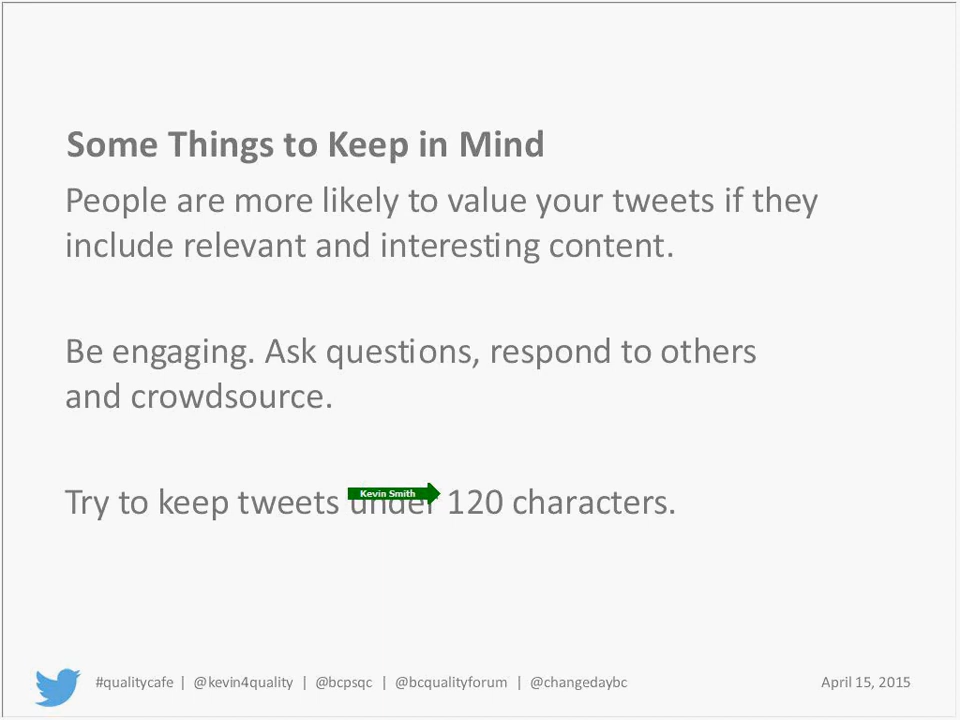 Some Things to Keep in Mind
People are more likely to value your tweets if they
include relevant and interesting content.
Be engaging. Ask questions, respond to others
and crowdsource.
Try to keep tweets under 120 characters.
Kevin Smith
#qualitycafe | @kevin4quality | @bcpsqc | @bcqualityforum | @changedaybc April 15, 2015